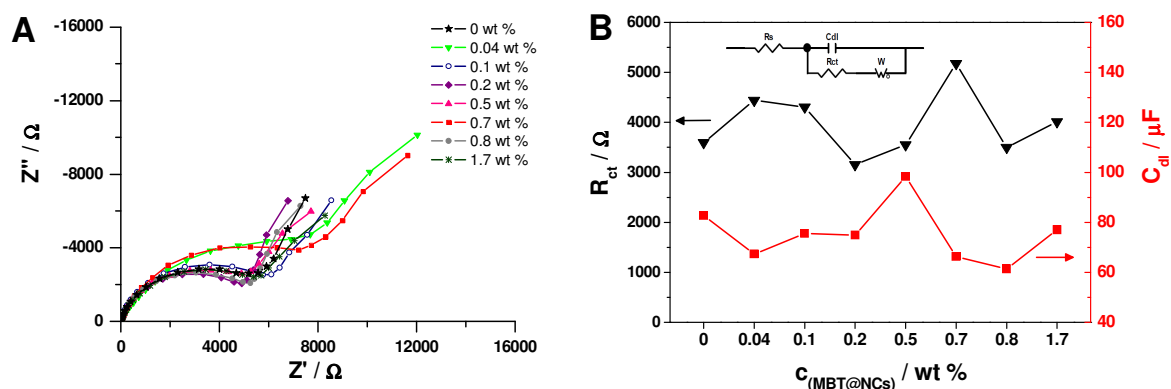 A
-16000
-12000
-8000
-4000
0
0 4000 8000 12000 16000
Z'' / Ω
Z' / Ω
0 wt %
0.04 wt %
0.1 wt %
0.2 wt %
0.5 wt %
0.7 wt %
0.8 wt %
1.7 wt %
B
6000
5000
4000
3000
2000
1000
0
R_ct / Ω
Rs Cdl
Rct W
o
160
140
120
100
80
60
40
C_dl / µF
0 0.04 0.1 0.2 0.5 0.7 0.8 1.7
c_(MBT@NCs) / wt %